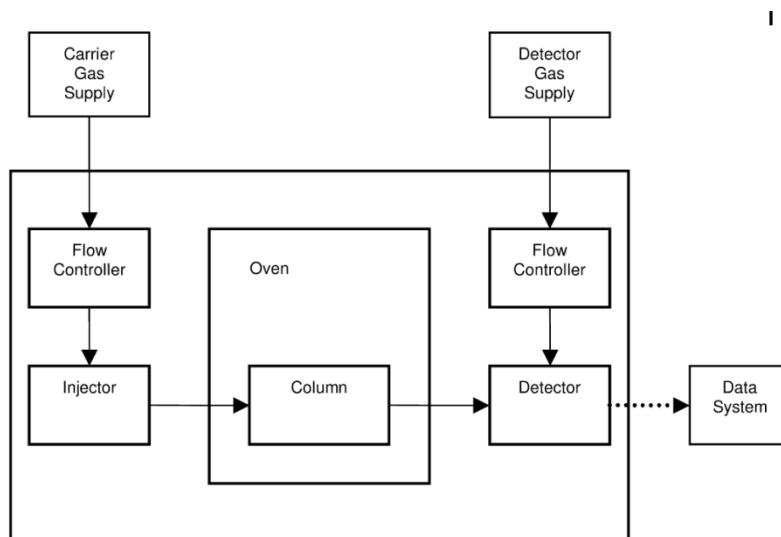 Carrier
Gas
Supply
Detector
Gas
Supply
Flow
Controller
Oven
Flow
Controller
Injector
Column
Detector
Data
System